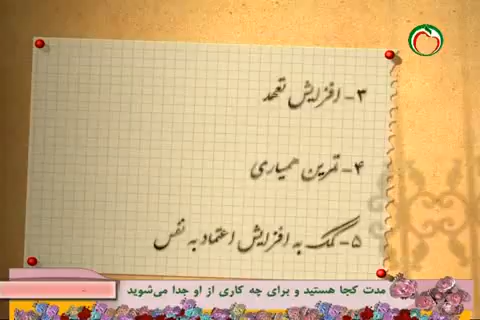 ۳- افزایش تعهد
۴- تمرین همیاری
۵- کمک به افزایش اعتماد به نفس
مدت کجا هستید و برای چه کاری از او جدا می‌شوید